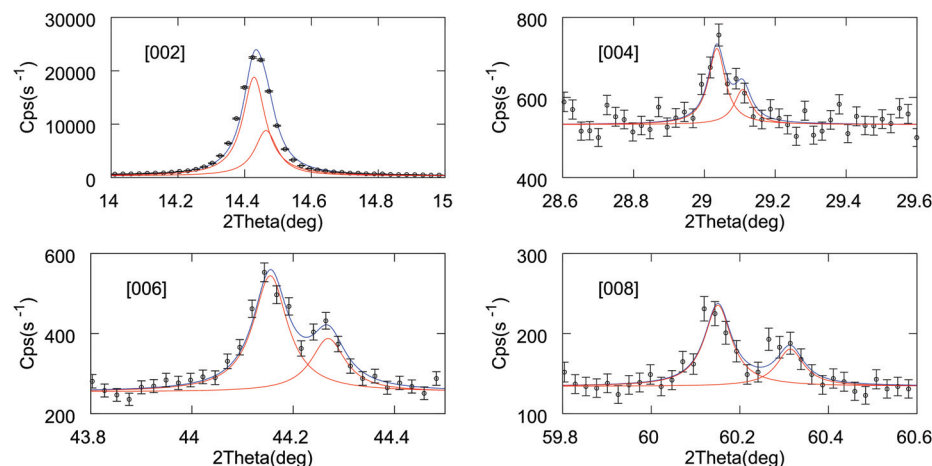 [002]
Cps(s⁻¹)
30000
20000
10000
0
14 14.2 14.4 14.6 14.8 15
2Theta(deg)
[004]
Cps(s⁻¹)
800
600
400
28.6 28.8 29 29.2 29.4 29.6
2Theta(deg)
[006]
Cps(s⁻¹)
600
400
200
43.8 44 44.2 44.4
2Theta(deg)
[008]
Cps(s⁻¹)
300
200
100
59.8 60 60.2 60.4 60.6
2Theta(deg)